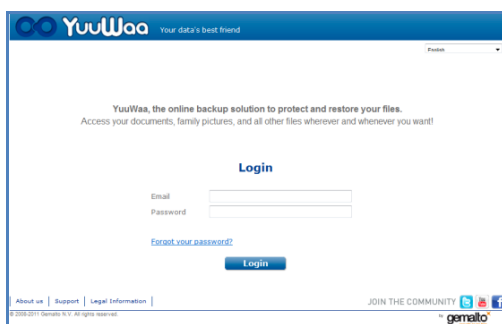 YuuWaa Your data's best friend
English
YuuWaa, the online backup solution to protect and restore your files.
Access your documents, family pictures, and all other files wherever and whenever you want!
Login
Email
Password
Forgot your password?
Login
About us | Support | Legal Information |
JOIN THE COMMUNITY
© 2008-2011 Gemalto N.V. All rights reserved.
by gemalto